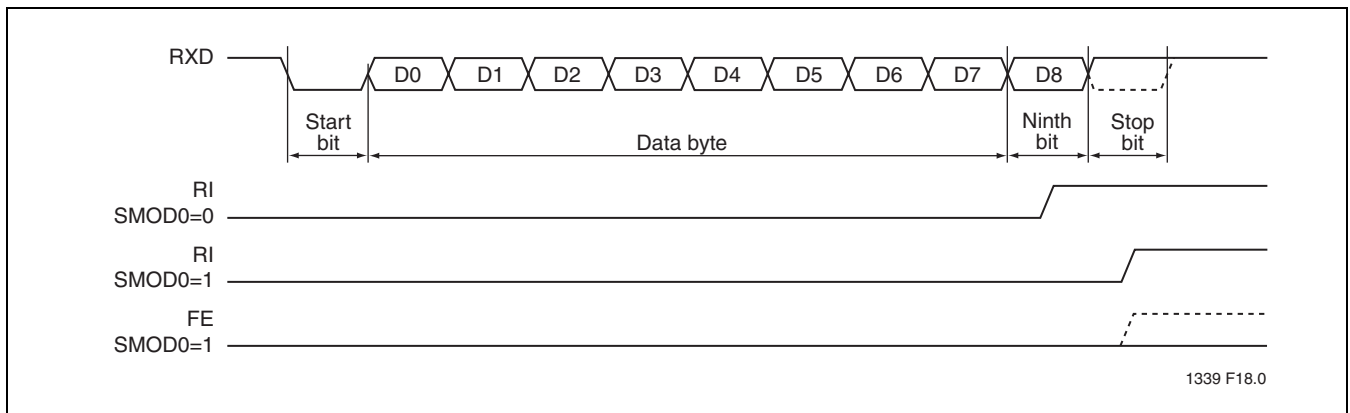 RXD
D0 D1 D2 D3 D4 D5 D6 D7 D8
Start
bit
Data byte
Ninth
bit
Stop
bit
RI
SMOD0=0
RI
SMOD0=1
FE
SMOD0=1
1339 F18.0